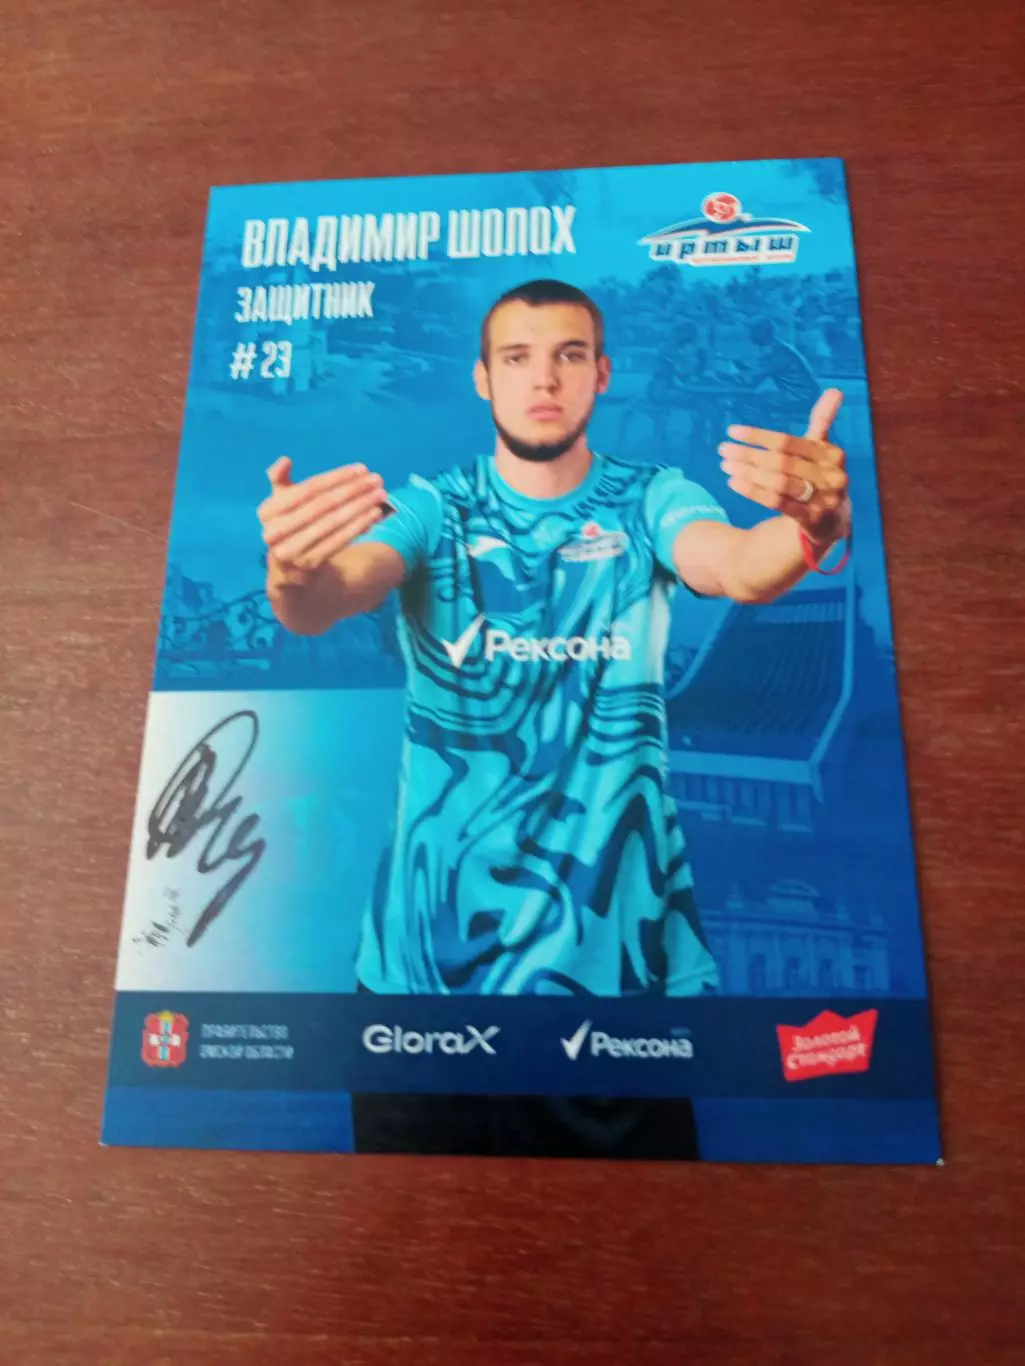 ВЛАДИМИР ШОЛОХ
ЗАЩИТНИК
#23
иртыш
Рексона
ПРАВИТЕЛЬСТВО
ОМСКОЙ ОБЛАСТИ
GloraX
Рексона
Золотой
Стандарт